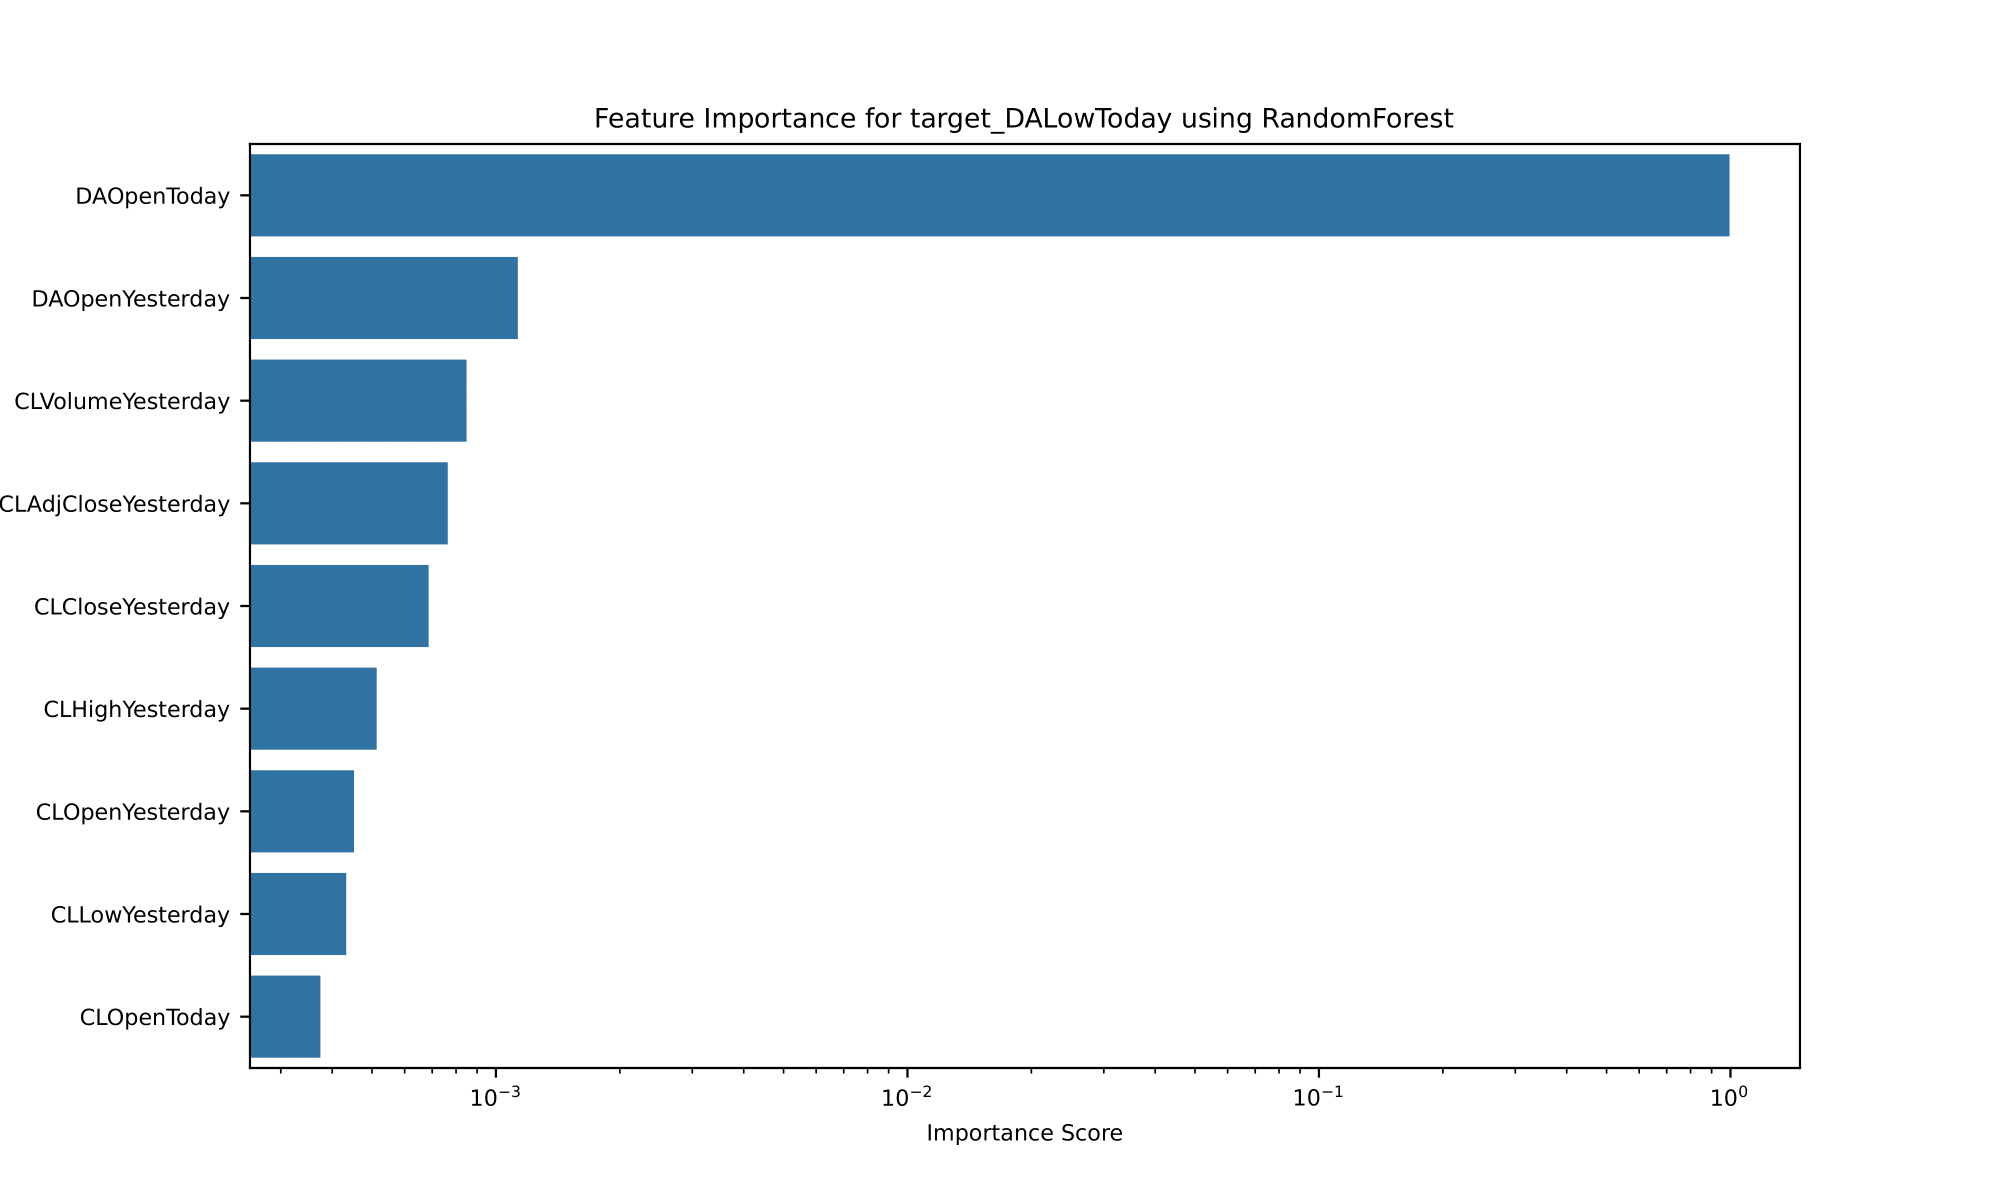 Feature Importance for target_DALowToday using RandomForest
DAOpenToday
DAOpenYesterday
CLVolumeYesterday
CLAdjCloseYesterday
CLCloseYesterday
CLHighYesterday
CLOpenYesterday
CLLowYesterday
CLOpenToday
10⁻³ 10⁻² 10⁻¹ 10⁰
Importance Score